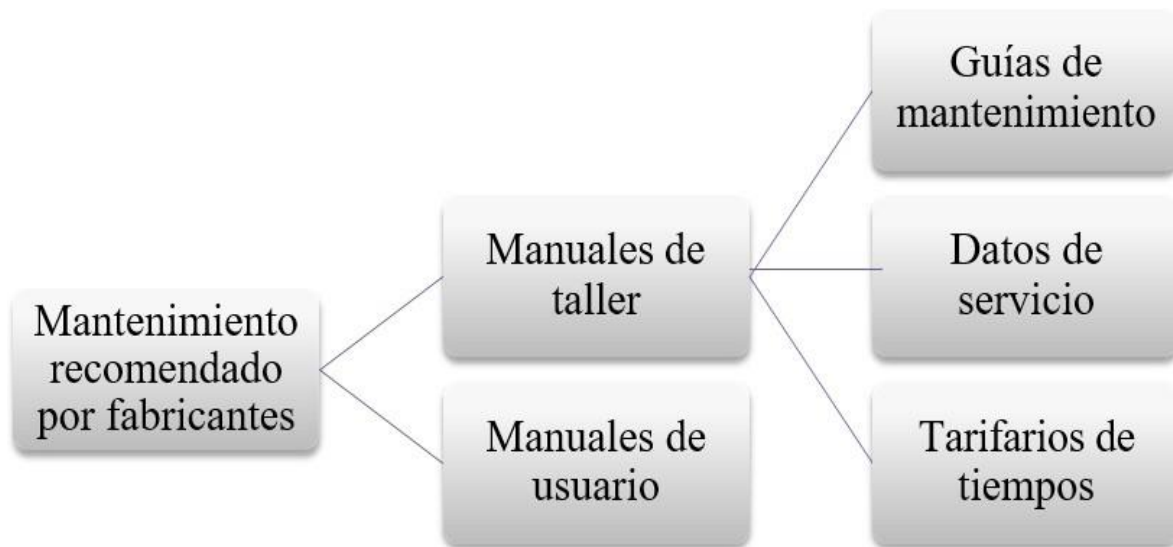 Mantenimiento
recomendado
por fabricantes
Manuales de
taller
Manuales de
usuario
Guías de
mantenimiento
Datos de
servicio
Tarifarios de
tiempos